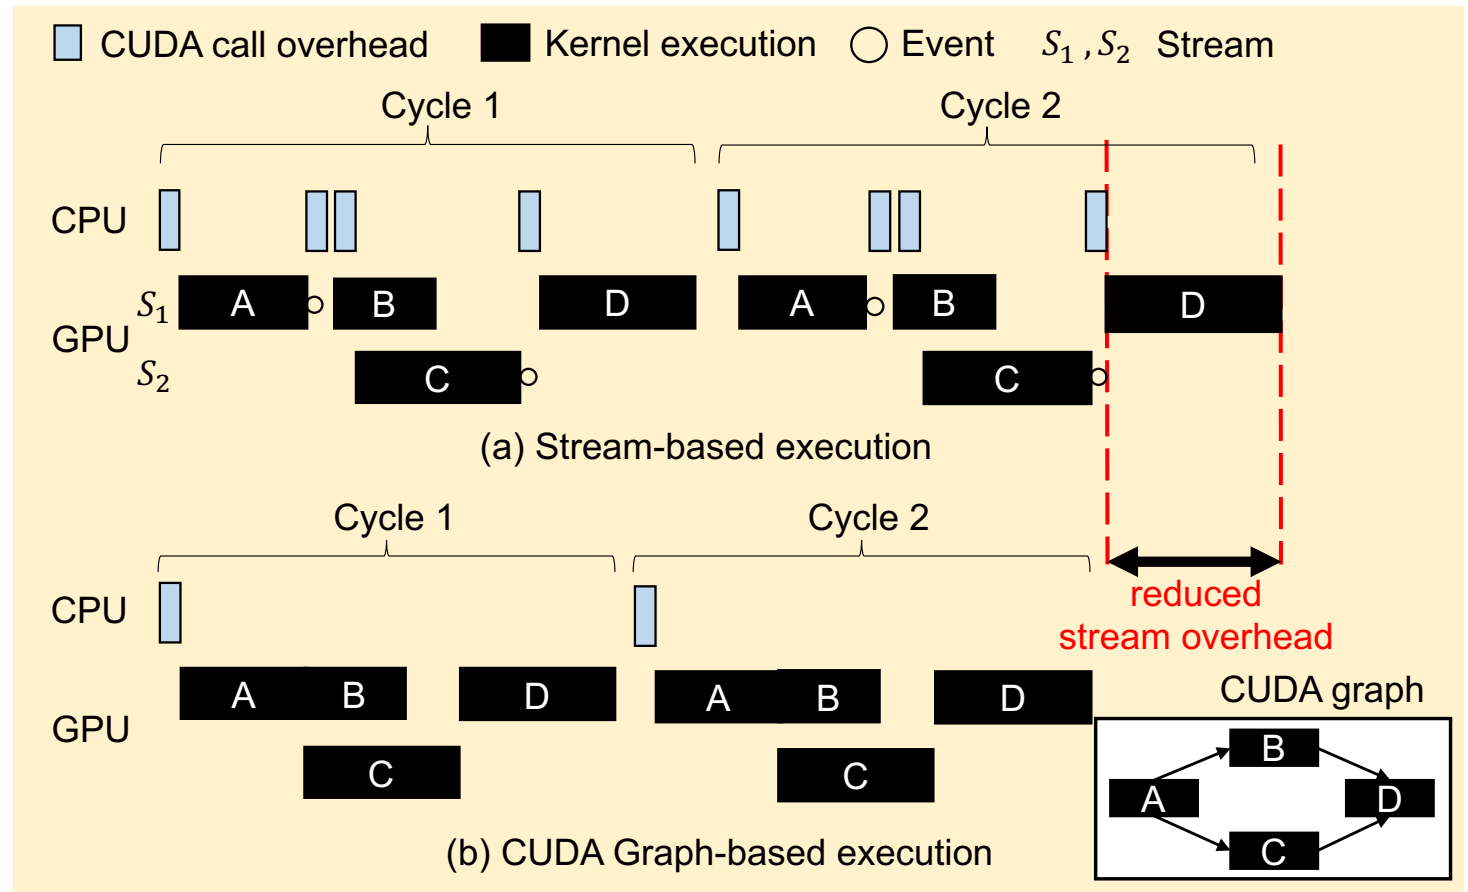 CUDA call overhead Kernel execution Event S₁ , S₂ Stream
Cycle 1 Cycle 2
CPU
S₁ A B D A B D
GPU
S₂ C C
(a) Stream-based execution
Cycle 1 Cycle 2
CPU
reduced
stream overhead
A B D A B D
GPU
C C
CUDA graph
B
A D
C
(b) CUDA Graph-based execution